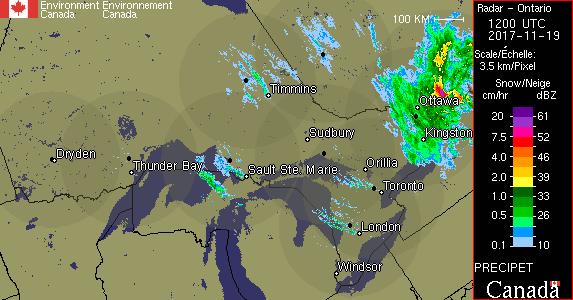 Environment Environnement
Canada Canada
100 KM
Timmins
Ottawa
Sudbury
Kingston
Dryden
Thunder Bay
Sault Ste. Marie
Orillia
Toronto
London
Windsor
Radar - Ontario
1200 UTC
2017-11-19
Scale/Échelle:
3.5 km/Pixel
Snow/Neige
cm/hr dBZ
20 61
7.5 57
5.5 52
4.0 46
2.0 39
1.0 33
0.5 26
0.1 10
PRECIPET
Canada